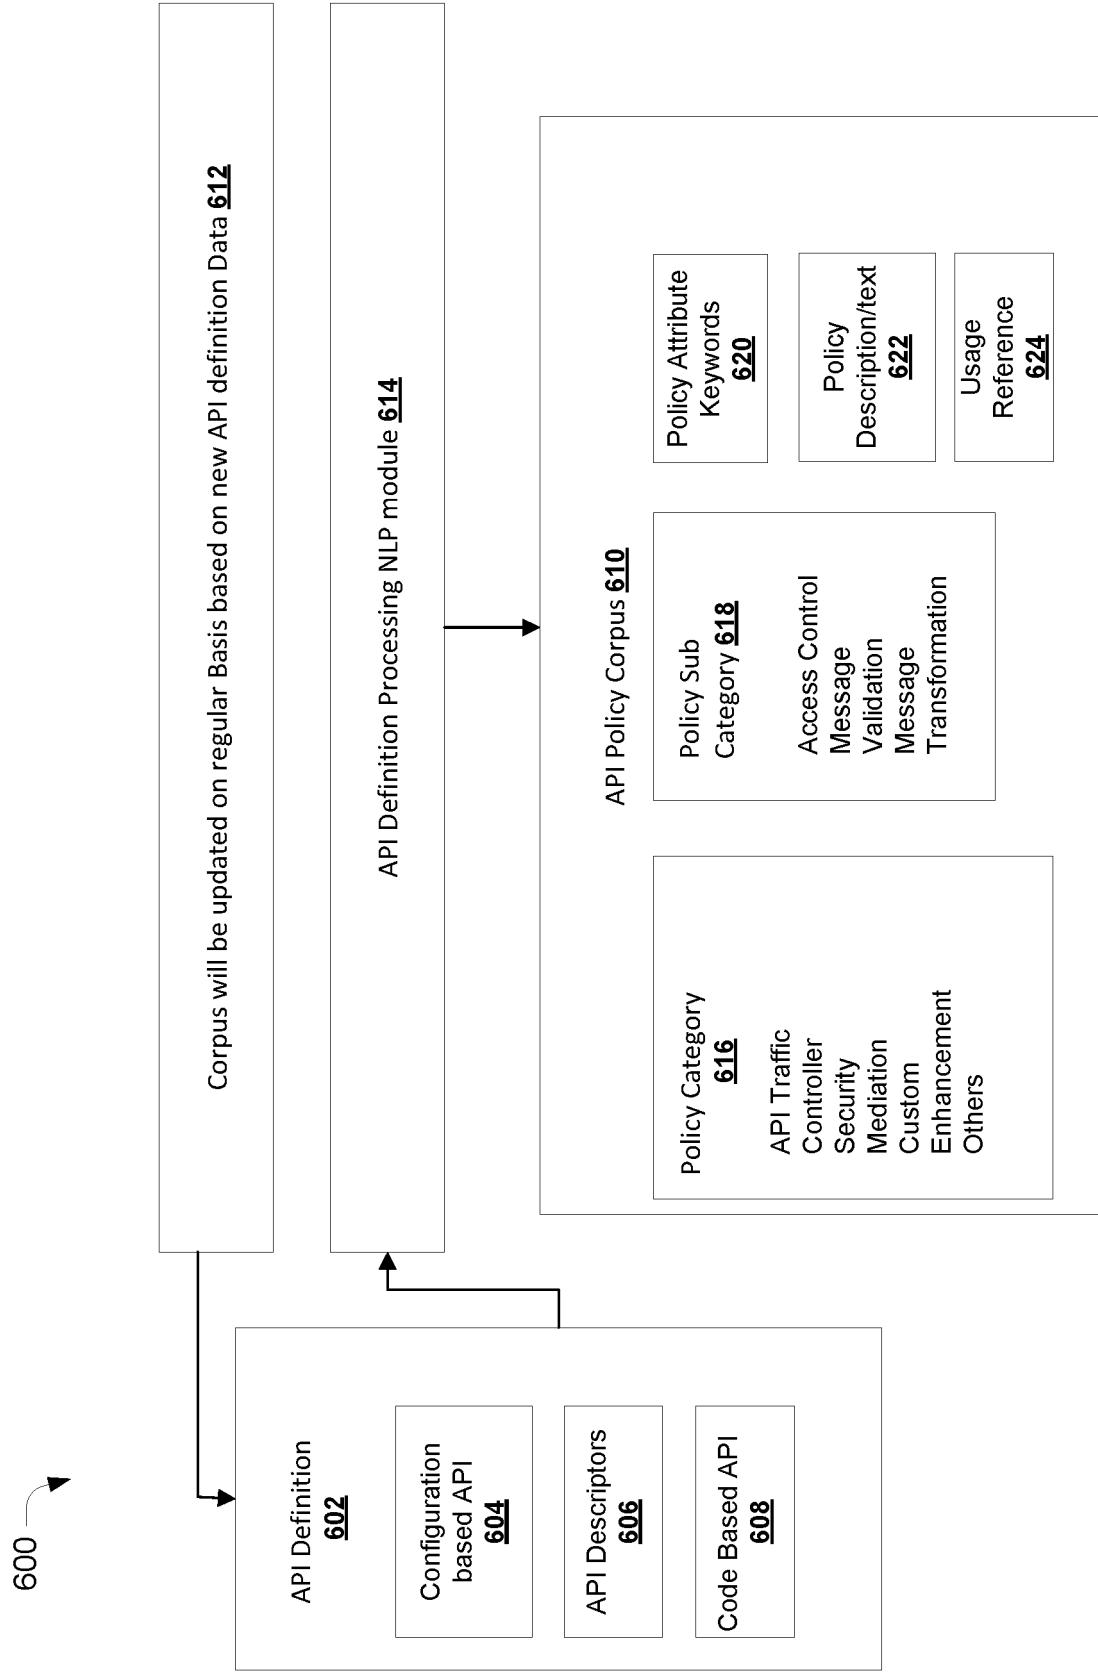 600
Corpus will be updated on regular Basis based on new API definition Data 612
API Definition Processing NLP module 614
API Definition
602
Configuration
based API
604
API Descriptors
606
Code Based API
608
API Policy Corpus 610
Policy Category
616
API Traffic
Controller
Security
Mediation
Custom
Enhancement
Others
Policy Sub
Category 618
Access Control
Message
Validation
Message
Transformation
Policy Attribute
Keywords
620
Policy
Description/text
622
Usage
Reference
624